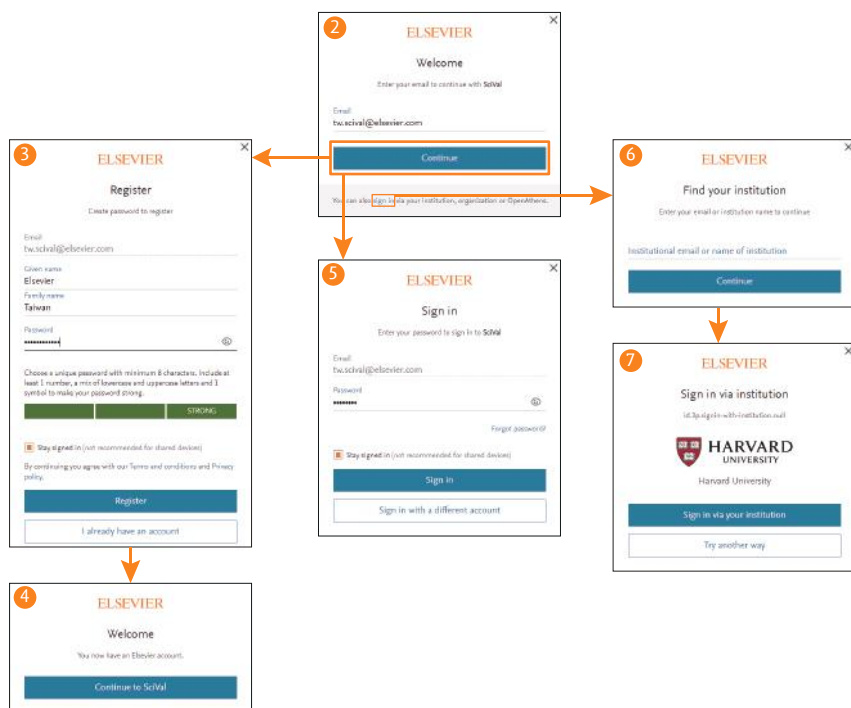 2
ELSEVIER
Welcome
Enter your email to continue with SciVal
Email
tw.scival@elsevier.com
Continue
You can also sign in via your institution, organization or OpenAthens.
3
ELSEVIER
Register
Create password to register
Email
tw.scival@elsevier.com
Given name
Elsevier
Family name
Taiwan
Password
Choose a unique password with minimum 8 characters. Include at
least 1 number, a mix of lowercase and uppercase letters and 1
symbol to make your password strong.
STRONG
Stay signed in (not recommended for shared devices)
By continuing you agree with our Terms and conditions and Privacy
policy.
Register
I already have an account
4
ELSEVIER
Welcome
You now have an Elsevier account.
Continue to SciVal
5
ELSEVIER
Sign in
Enter your password to sign in to SciVal
Email
tw.scival@elsevier.com
Password
Forgot password?
Stay signed in (not recommended for shared devices)
Sign in
Sign in with a different account
6
ELSEVIER
Find your institution
Enter your email or institution name to continue
Institutional email or name of institution
Continue
7
ELSEVIER
Sign in via institution
id.3p.signin-with-institution.null
HARVARD
UNIVERSITY
Harvard University
Sign in via your institution
Try another way